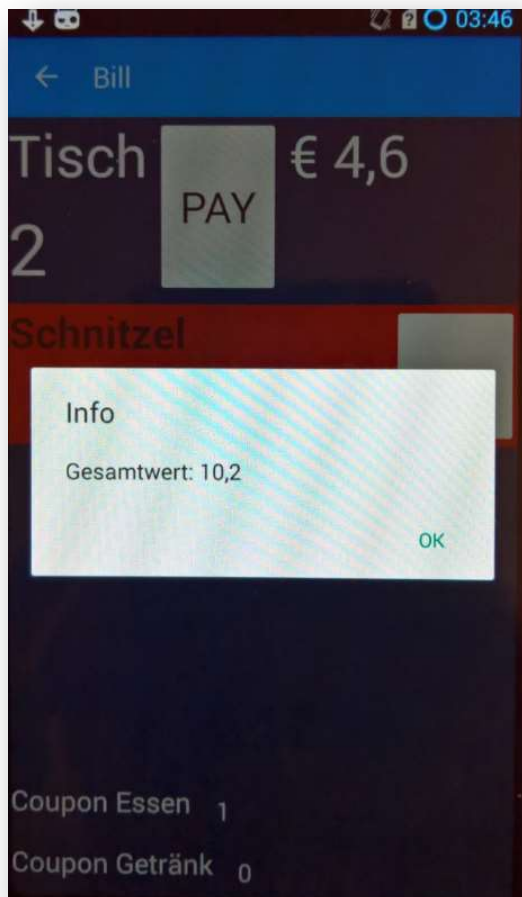 03:46
← Bill
Tisch 2
PAY
€ 4,6
Schnitzel
Info
Gesamtwert: 10,2
OK
Coupon Essen 1
Coupon Getränk 0